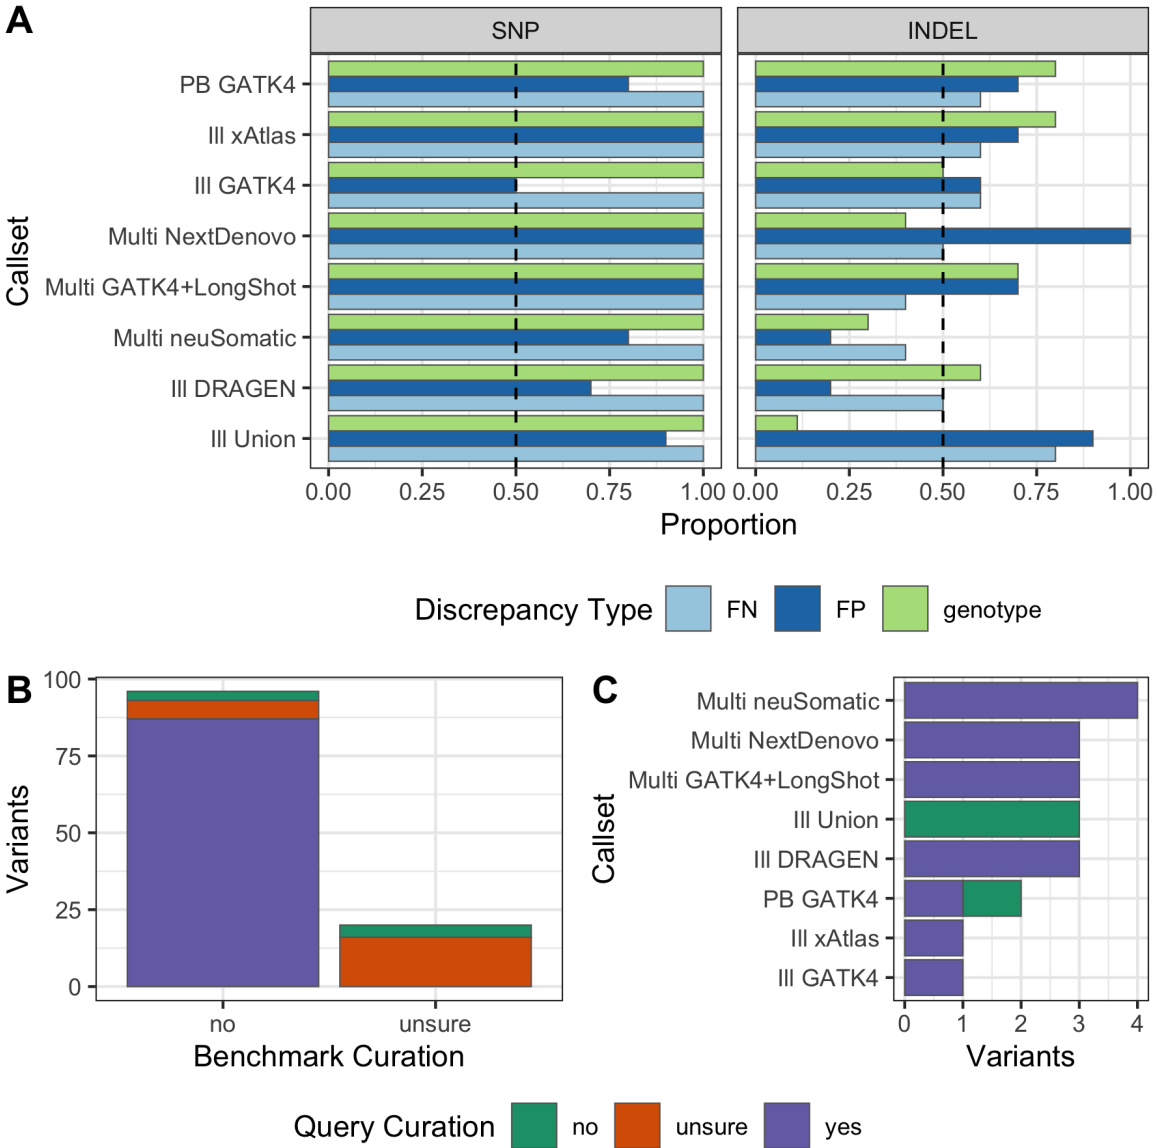 A
SNP
INDEL
Callset
PB GATK4
Ill xAtlas
Ill GATK4
Multi NextDenovo
Multi GATK4+LongShot
Multi neuSomatic
Ill DRAGEN
Ill Union
0.00 0.25 0.50 0.75 1.00
0.00 0.25 0.50 0.75 1.00
Proportion
Discrepancy Type FN FP genotype
B
Variants
100
75
50
25
0
no unsure
Benchmark Curation
C
Callset
Multi neuSomatic
Multi NextDenovo
Multi GATK4+LongShot
Ill Union
Ill DRAGEN
PB GATK4
Ill xAtlas
Ill GATK4
0 1 2 3 4
Variants
Query Curation no unsure yes